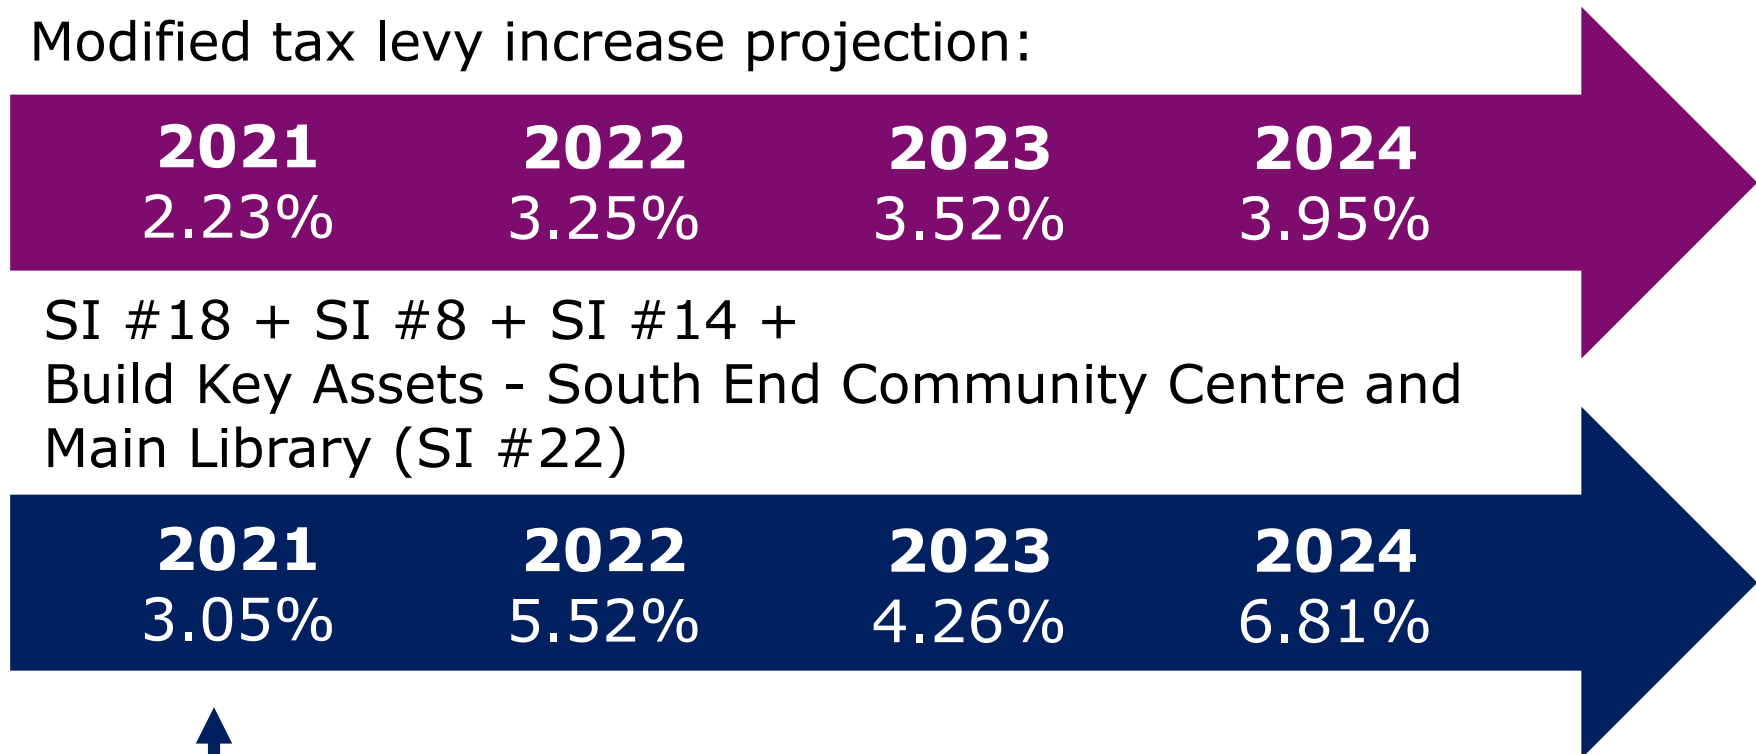 Modified tax levy increase projection:
2021 2022 2023 2024
2.23% 3.25% 3.52% 3.95%
SI #18 + SI #8 + SI #14 +
Build Key Assets - South End Community Centre and
Main Library (SI #22)
2021 2022 2023 2024
3.05% 5.52% 4.26% 6.81%